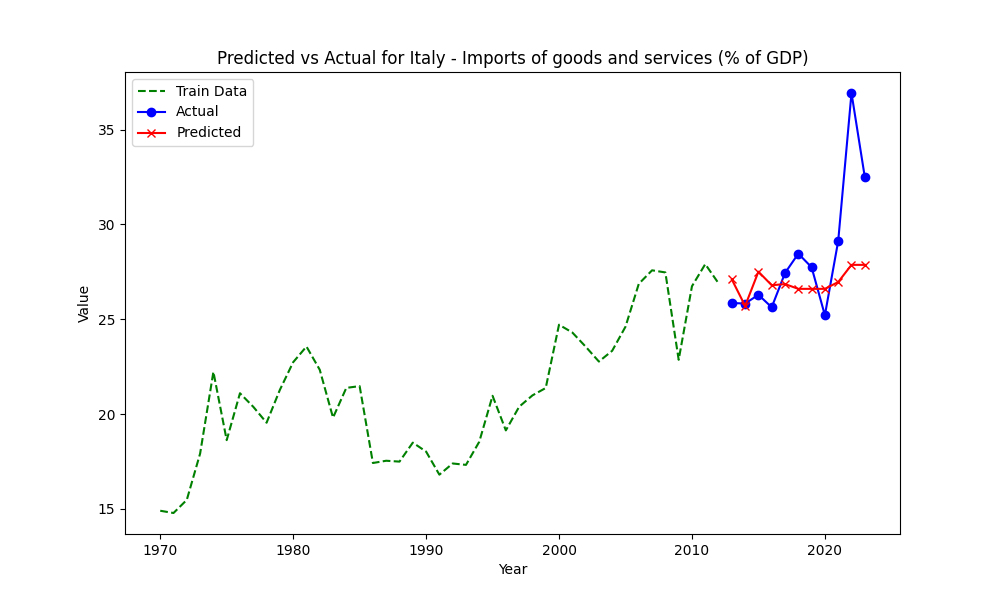 Predicted vs Actual for Italy - Imports of goods and services (% of GDP)
Train Data
Actual
Predicted
35
30
25
20
15
Value
1970 1980 1990 2000 2010 2020
Year